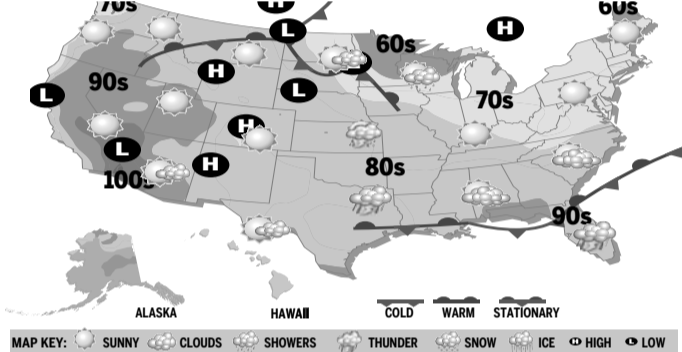 70s
H
60s
L
H
60s
H
90s
L
L
L
70s
H
L
H
80s
100s
90s
ALASKA
HAWAII
COLD
WARM
STATIONARY
MAP KEY: SUNNY CLOUDS SHOWERS THUNDER SNOW ICE H HIGH L LOW